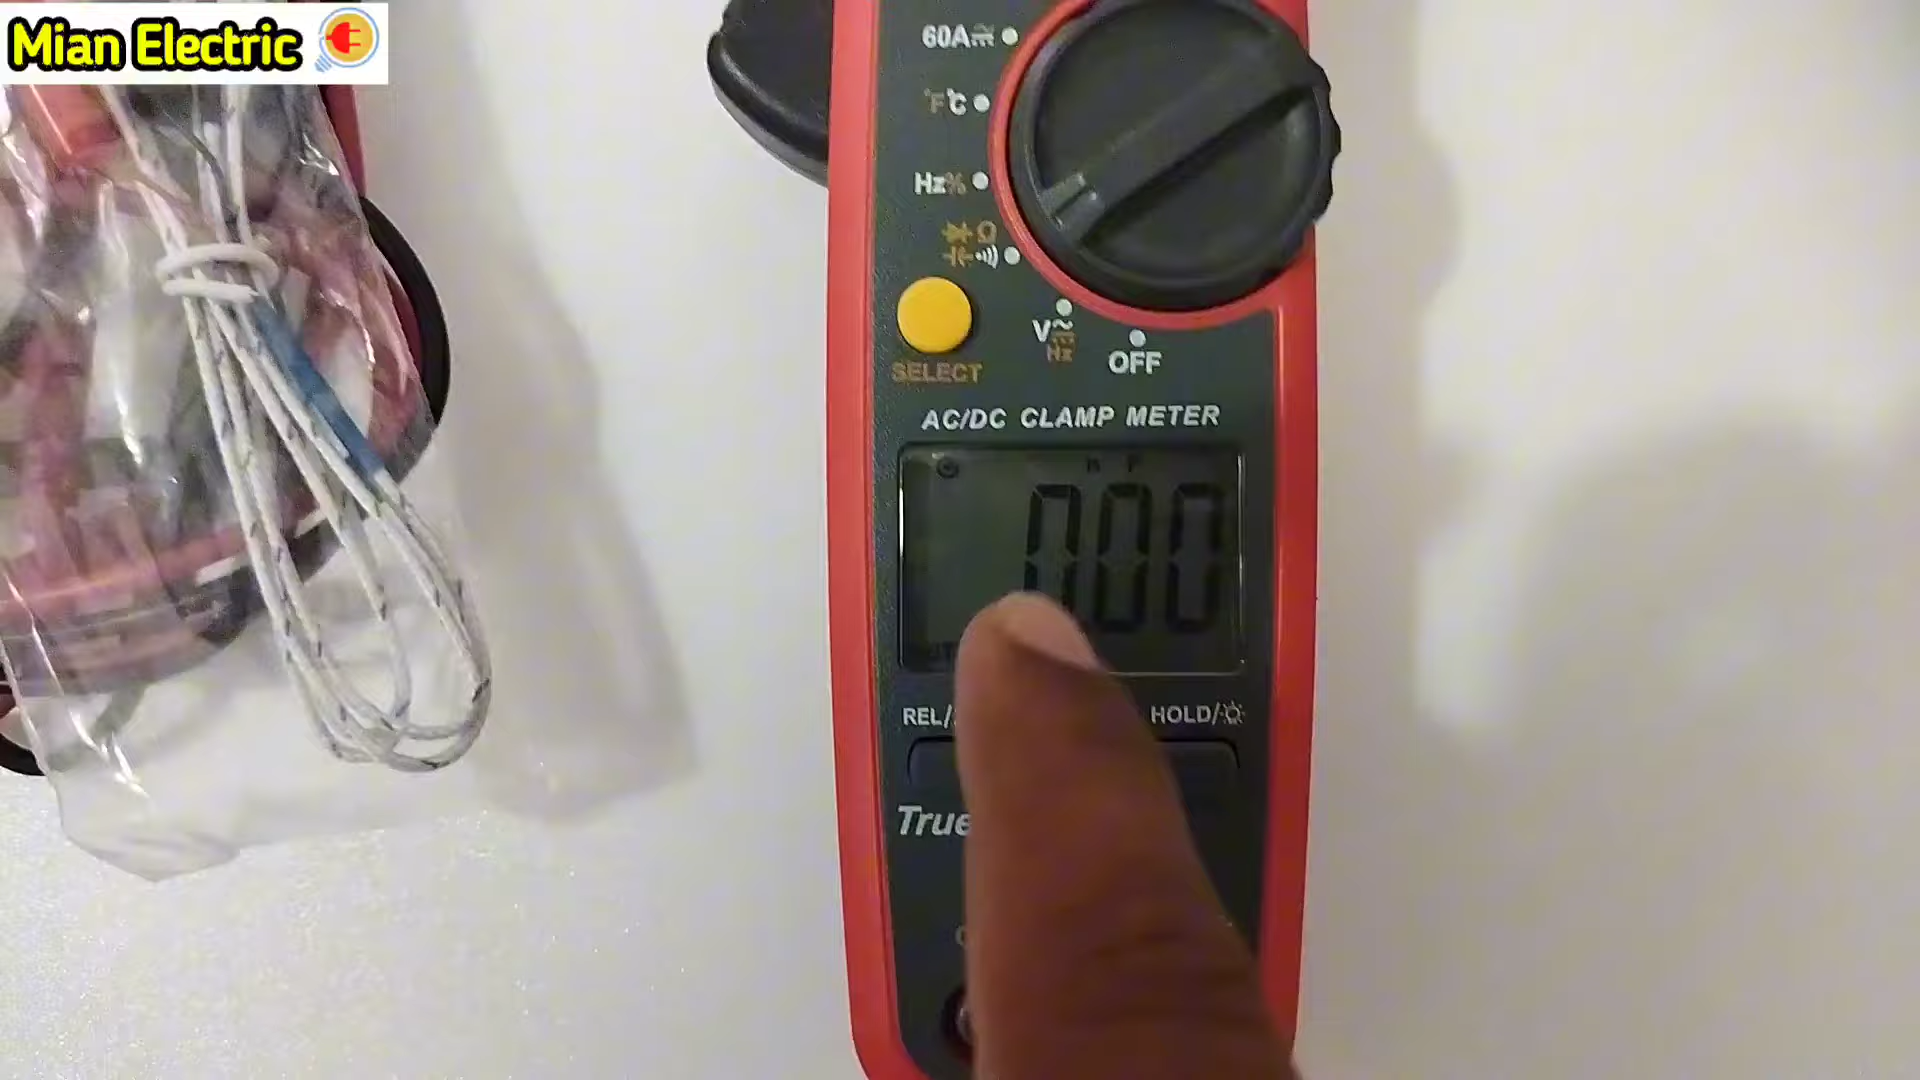 Mian Electric
60A
°F°C
Hz%
Ω
V
Hz
OFF
SELECT
AC/DC CLAMP METER
n F
000
REL/
HOLD/
True